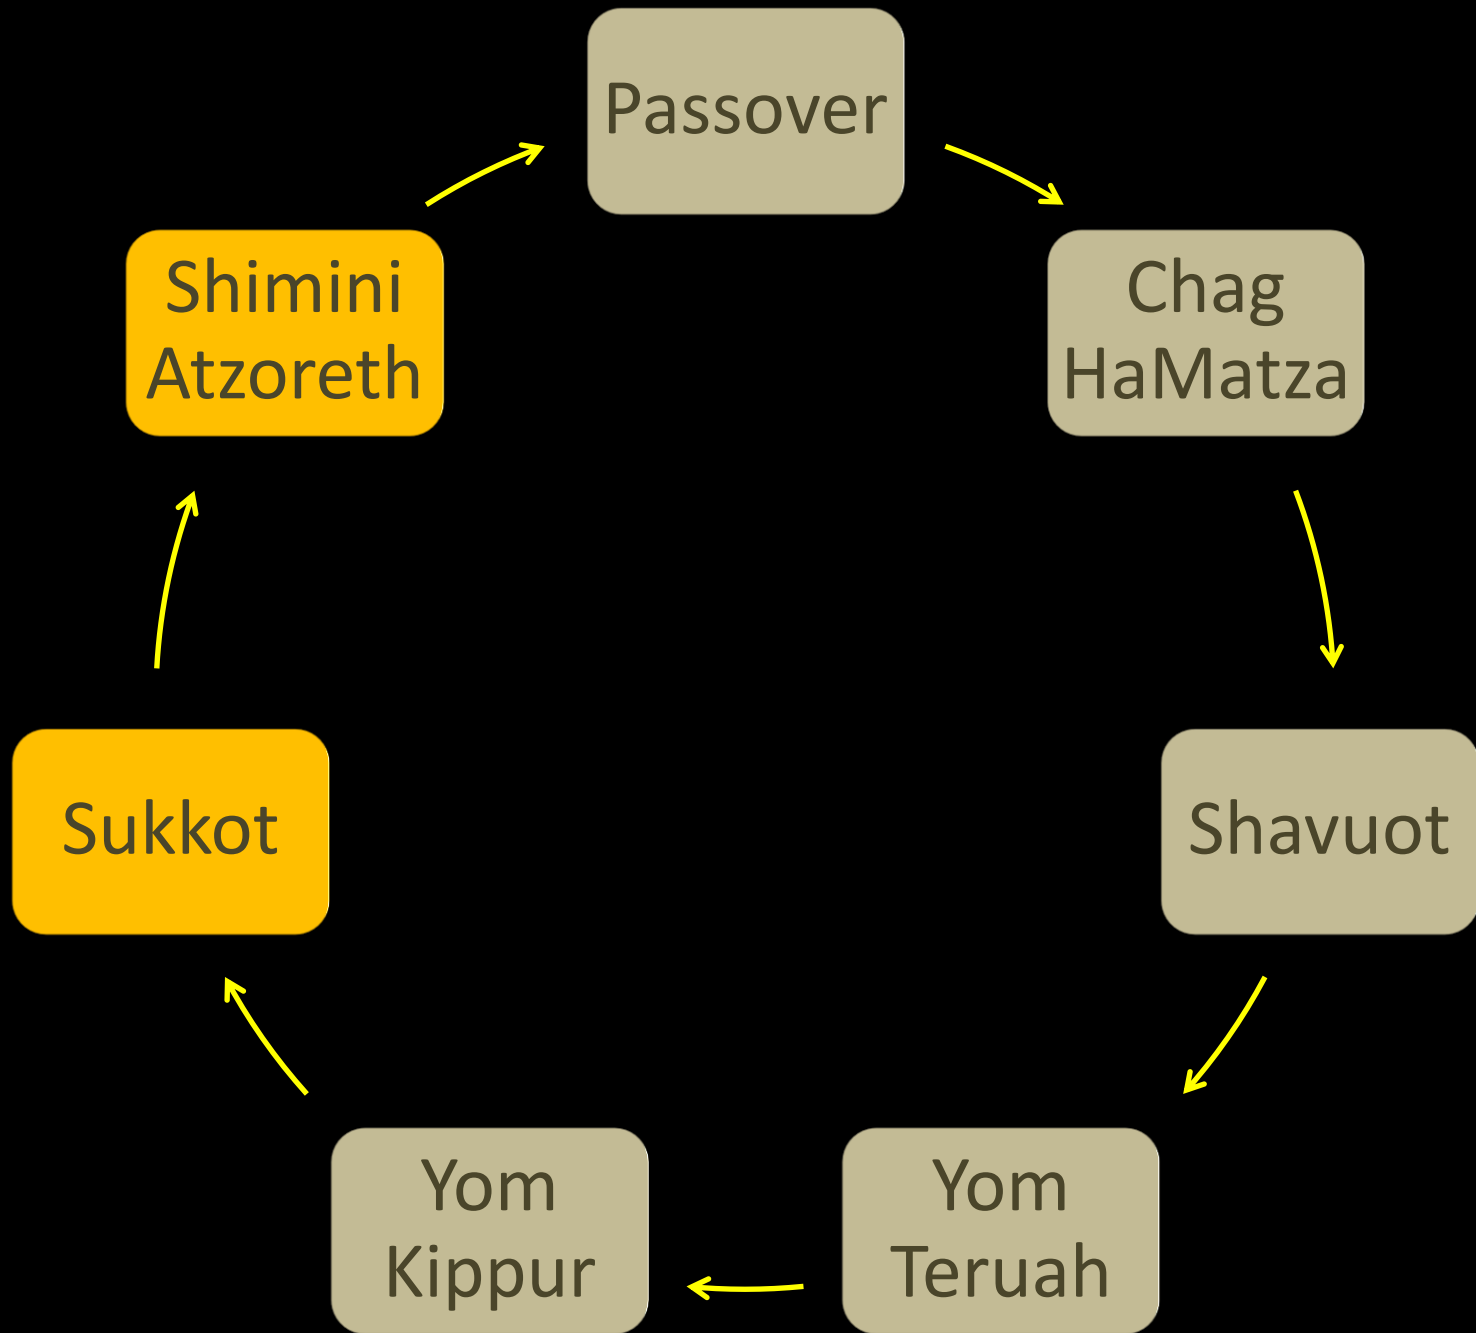 Passover
Chag
HaMatza
Shavuot
Yom
Teruah
Yom
Kippur
Sukkot
Shimini
Atzoreth